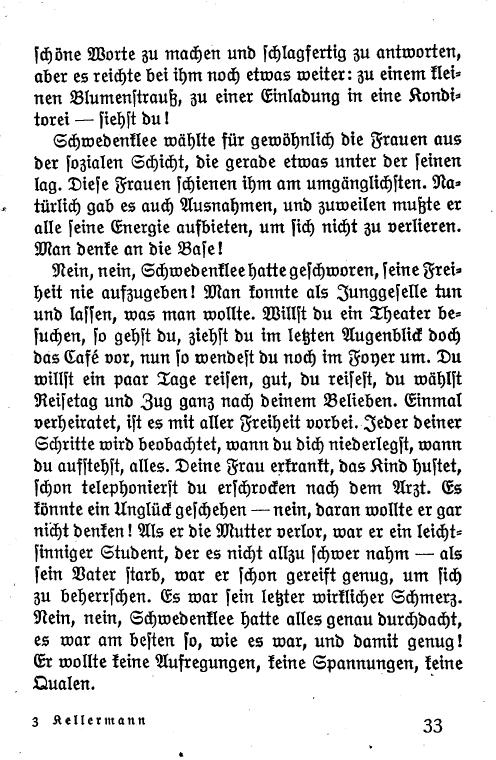 schöne Worte zu machen und schlagfertig zu antworten,
aber es reichte bei ihm noch etwas weiter: zu einem klei-
nen Blumenstrauß, zu einer Einladung in eine Kondi-
torei — siehst du!
Schwedenklee wählte für gewöhnlich die Frauen aus
der sozialen Schicht, die gerade etwas unter der seinen
lag. Diese Frauen schienen ihm am umgänglichsten. Na-
türlich gab es auch Ausnahmen, und zuweilen mußte er
alle seine Energie aufbieten, um sich nicht zu verlieren.
Man denke an die Base!
Nein, nein, Schwedenklee hatte geschworen, seine Frei-
heit nie aufzugeben! Man konnte als Junggeselle tun
und lassen, was man wollte. Willst du ein Theater be-
suchen, so gehst du, ziehst du im letzten Augenblick doch
das Café vor, nun so wendest du noch im Foyer um. Du
willst ein paar Tage reisen, gut, du reisest, du wählst
Reisetag und Zug ganz nach deinem Belieben. Einmal
verheiratet, ist es mit aller Freiheit vorbei. Jeder deiner
Schritte wird beobachtet, wann du dich niederlegst, wann
du aufstehst, alles. Deine Frau erkrankt, das Kind hustet,
schon telephonierst du erschrocken nach dem Arzt. Es
könnte ein Unglück geschehen — nein, daran wollte er gar
nicht denken! Als er die Mutter verlor, war er ein leicht-
sinniger Student, der es nicht allzu schwer nahm — als
sein Vater starb, war er schon gereift genug, um sich
zu beherrschen. Es war sein letzter wirklicher Schmerz.
Nein, nein, Schwedenklee hatte alles genau durchdacht,
es war am besten so, wie es war, und damit genug!
Er wollte keine Aufregungen, keine Spannungen, keine
Qualen.
3 Kellermann 33